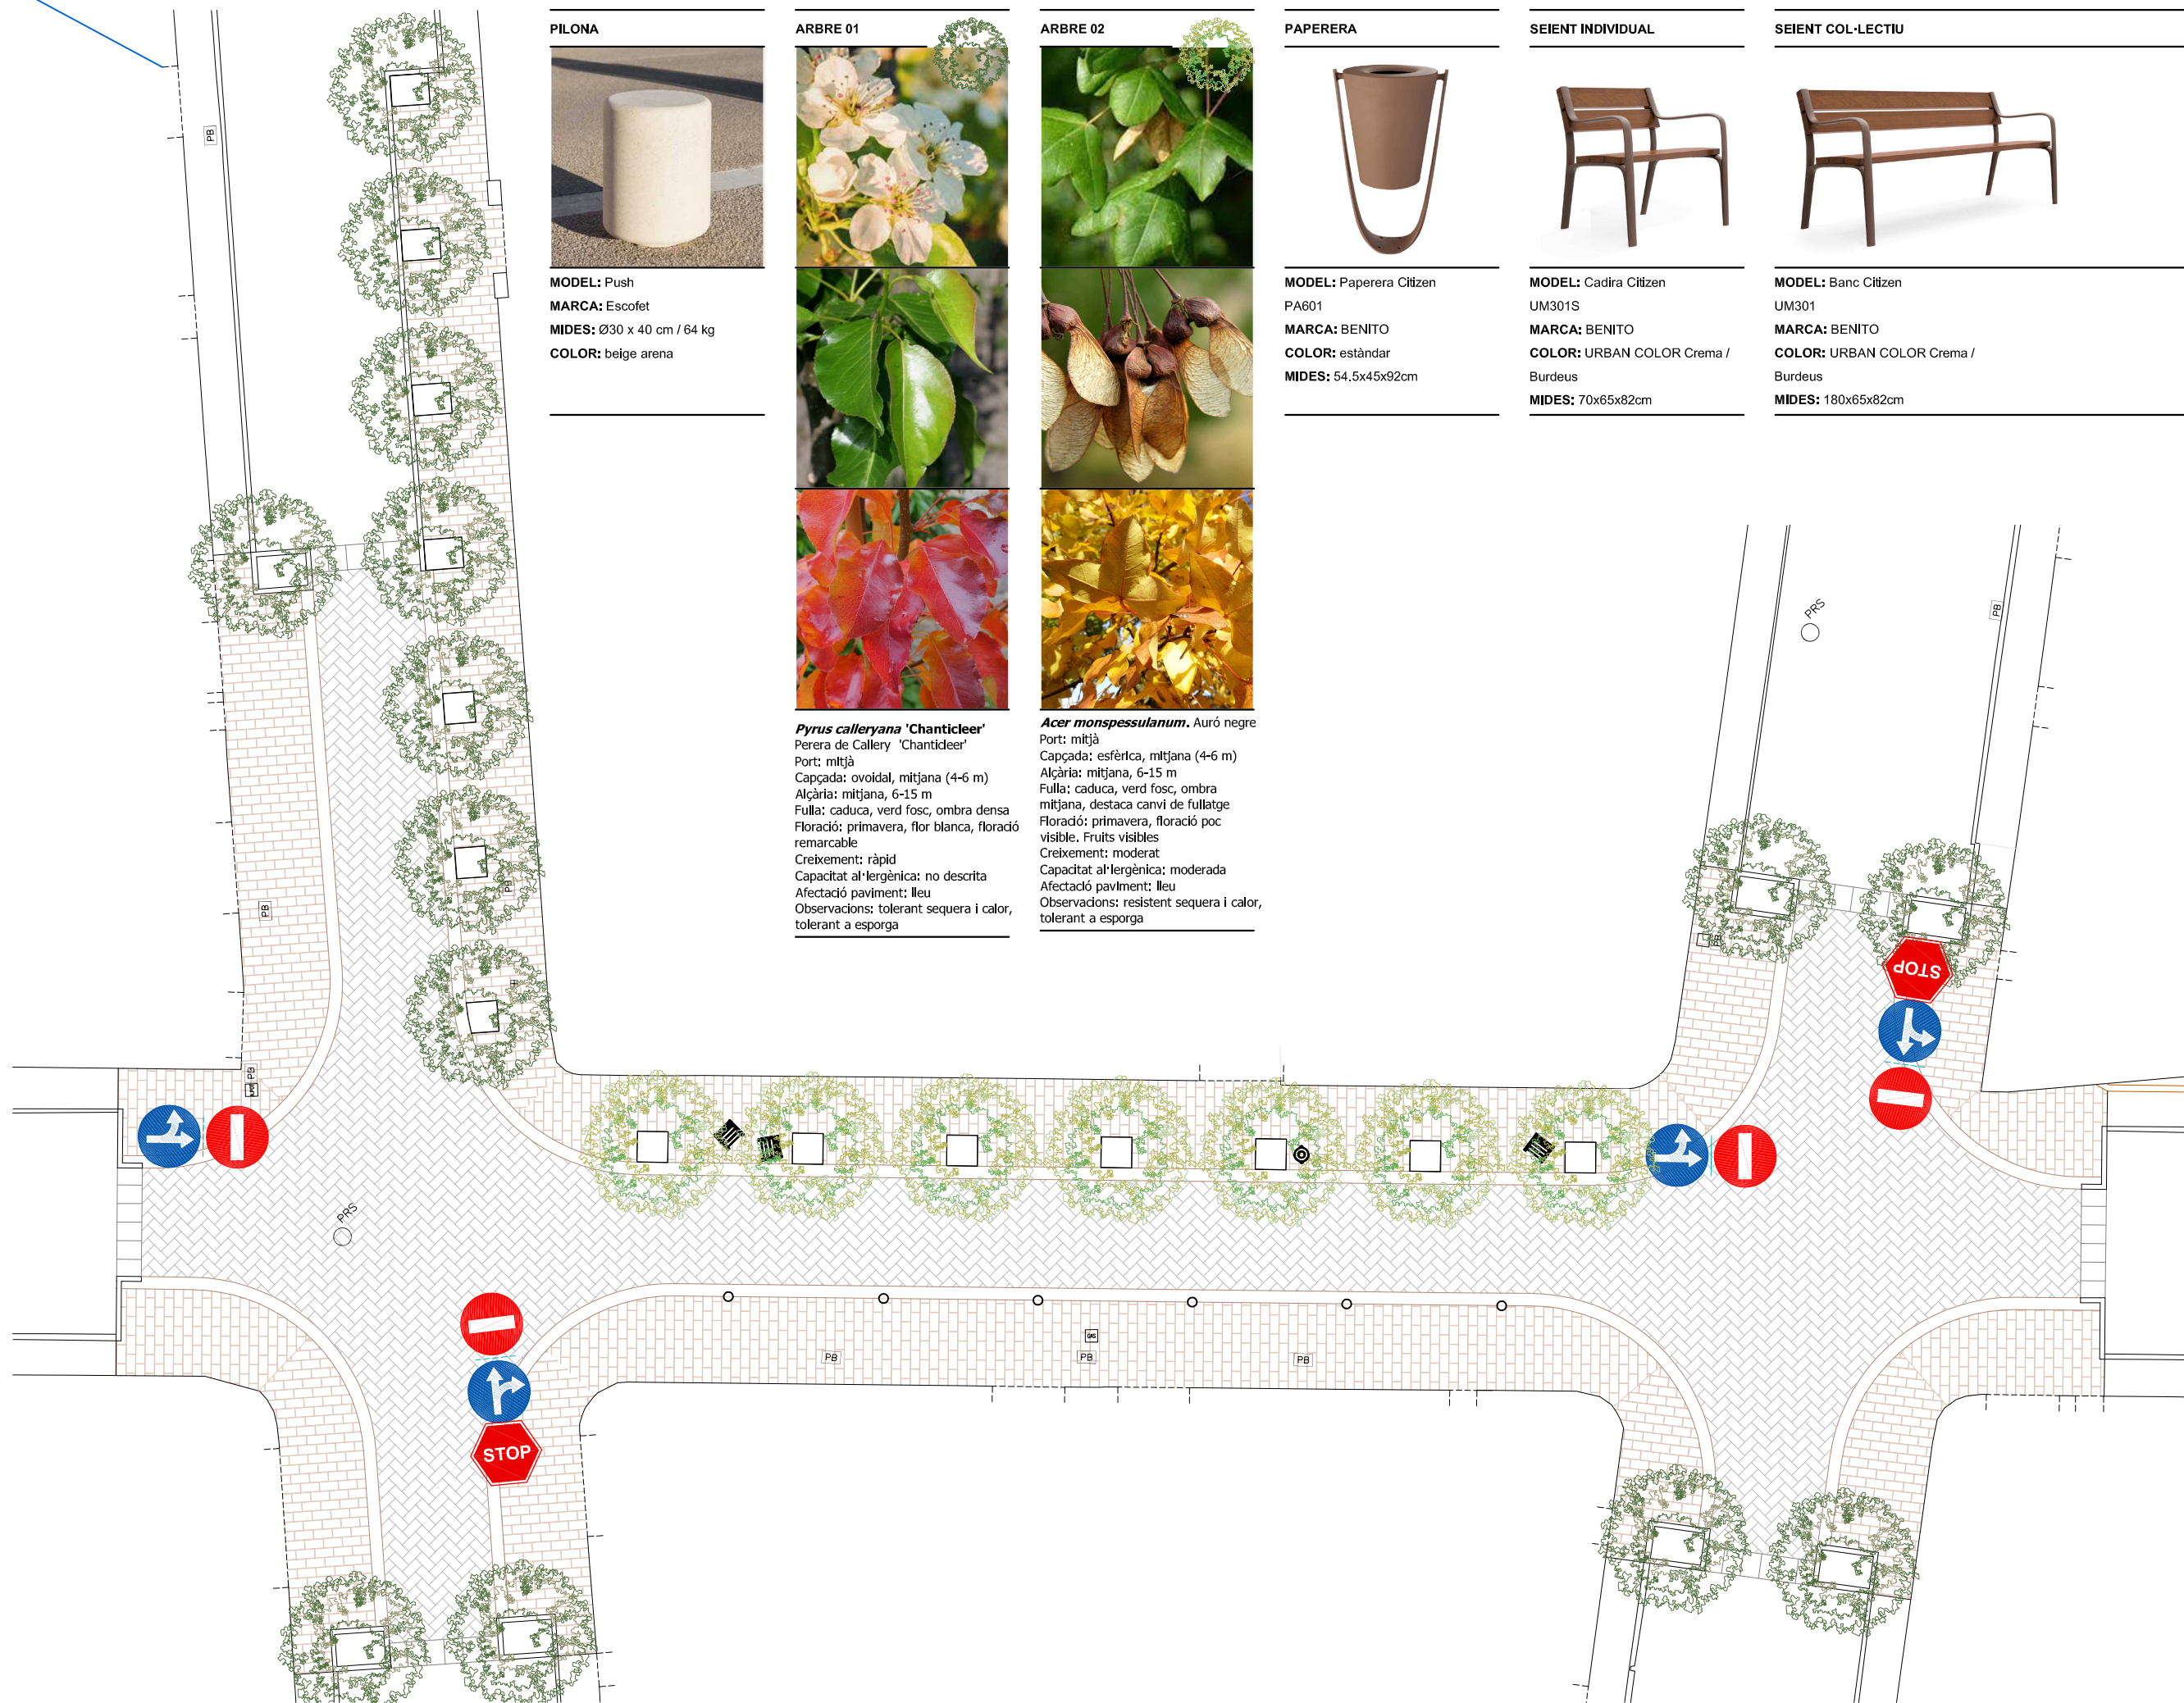 PILONA
MODEL: Push
MARCA: Escofet
MIDES: Ø30 x 40 cm / 64 kg
COLOR: beige arena
ARBRE 01
Pyrus calleryana 'Chanticleer'
Perera de Callery 'Chanticleer'
Port: mitjà
Capçada: ovoidal, mitjana (4-6 m)
Alçària: mitjana, 6-15 m
Fulla: caduca, verd fosc, ombra densa
Floració: primavera, flor blanca, floració
remarcable
Creixement: ràpid
Capacitat al·lergènica: no descrita
Afectació paviment: lleu
Observacions: tolerant sequera i calor,
tolerant a esporga
ARBRE 02
Acer monspessulanum. Auró negre
Port: mitjà
Capçada: esfèrica, mitjana (4-6 m)
Alçària: mitjana, 6-15 m
Fulla: caduca, verd fosc, ombra
mitjana, destaca canvi de fullatge
Floració: primavera, floració poc
visible. Fruits visibles
Creixement: moderat
Capacitat al·lergènica: moderada
Afectació paviment: lleu
Observacions: resistent sequera i calor,
tolerant a esporga
PAPERERA
MODEL: Paperera Citizen
PA601
MARCA: BENITO
COLOR: estàndar
MIDES: 54,5x45x92cm
SEIENT INDIVIDUAL
MODEL: Cadira Citizen
UM301S
MARCA: BENITO
COLOR: URBAN COLOR Crema /
Burdeus
MIDES: 70x65x82cm
SEIENT COL·LECTIU
MODEL: Banc Citizen
UM301
MARCA: BENITO
COLOR: URBAN COLOR Crema /
Burdeus
MIDES: 180x65x82cm
PB
PRS
PB
PB
PB
PB
STOP
PB
PRS
GAS
PB
PB
PB
STOP